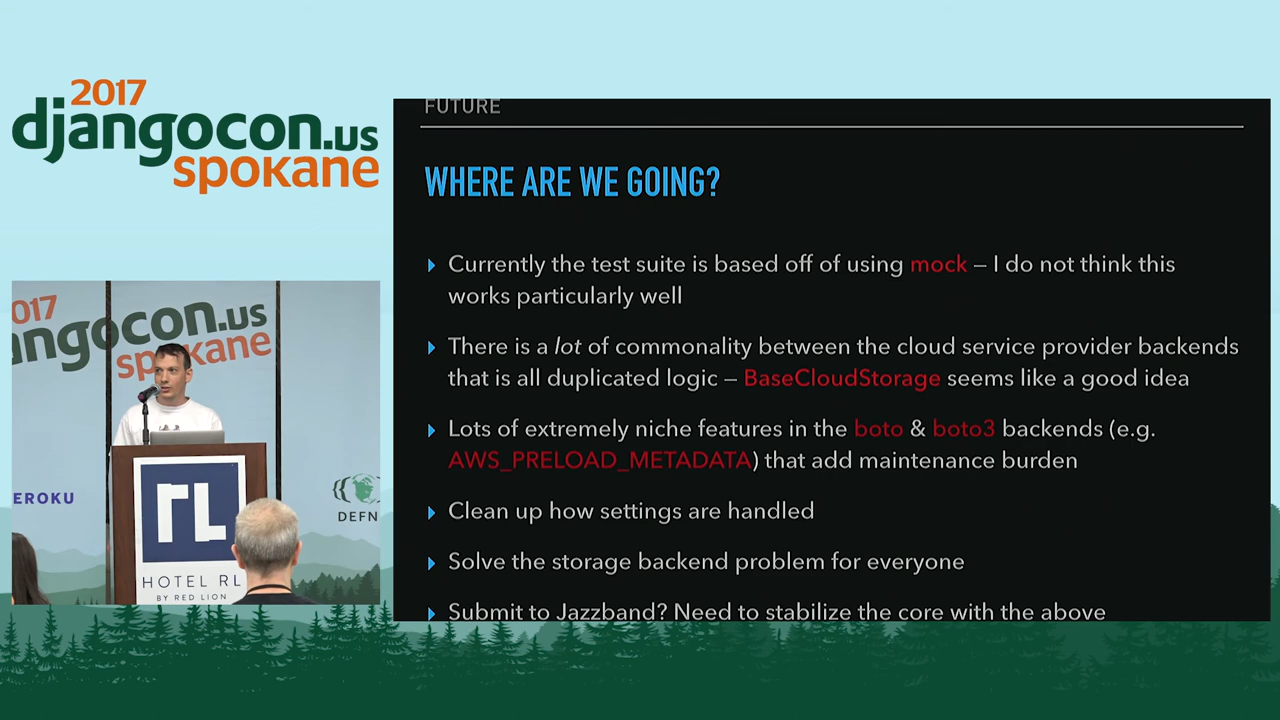 2017
djangocon.us
spokane
FUTURE
WHERE ARE WE GOING?
Currently the test suite is based off of using mock – I do not think this
works particularly well
There is a lot of commonality between the cloud service provider backends
that is all duplicated logic – BaseCloudStorage seems like a good idea
Lots of extremely niche features in the boto & boto3 backends (e.g.
AWS_PRELOAD_METADATA) that add maintenance burden
Clean up how settings are handled
Solve the storage backend problem for everyone
Submit to Jazzband? Need to stabilize the core with the above
017
angocon.us
spokane
EROKU
DEFN
RL
HOTEL RL
BY RED LION